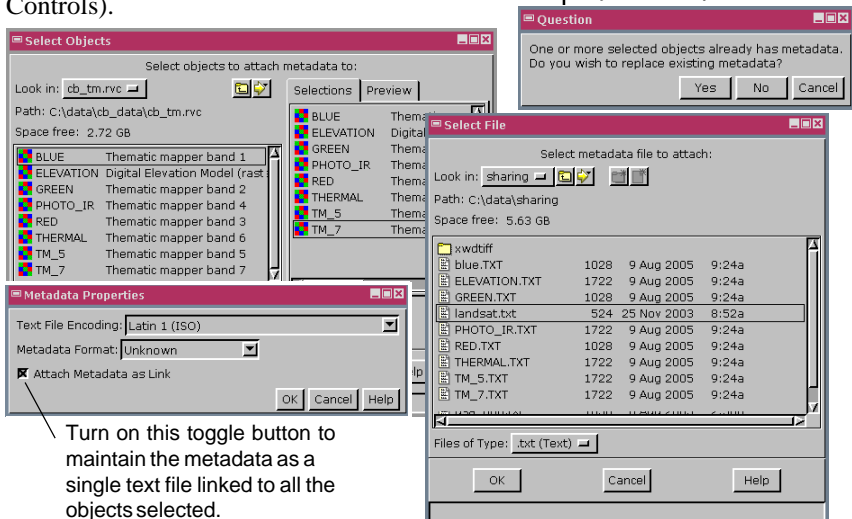 Controls).
Select Objects
Select objects to attach metadata to:
Look in: cb_tm.rvc
Path: C:\data\cb_data\cb_tm.rvc
Space free: 2.72 GB
BLUE Thematic mapper band 1
ELEVATION Digital Elevation Model (rast
GREEN Thematic mapper band 2
PHOTO_IR Thematic mapper band 4
RED Thematic mapper band 3
THERMAL Thematic mapper band 6
TM_5 Thematic mapper band 5
TM_7 Thematic mapper band 7
Selections Preview
BLUE Thema
ELEVATION Digital
GREEN Thema
PHOTO_IR Thema
RED Thema
THERMAL Thema
TM_5 Thema
TM_7 Thema
Question
One or more selected objects already has metadata.
Do you wish to replace existing metadata?
Yes No Cancel
Select File
Select metadata file to attach:
Look in: sharing
Path: C:\data\sharing
Space free: 5.63 GB
xwdtiff
blue.TXT 1028 9 Aug 2005 9:24a
ELEVATION.TXT 1722 9 Aug 2005 9:24a
GREEN.TXT 1028 9 Aug 2005 9:24a
landsat.txt 524 25 Nov 2003 8:52a
PHOTO_IR.TXT 1722 9 Aug 2005 9:24a
RED.TXT 1028 9 Aug 2005 9:24a
THERMAL.TXT 1722 9 Aug 2005 9:24a
TM_5.TXT 1722 9 Aug 2005 9:24a
TM_7.TXT 1722 9 Aug 2005 9:24a
Files of Type: .txt (Text)
OK Cancel Help
Metadata Properties
Text File Encoding: Latin 1 (ISO)
Metadata Format: Unknown
Attach Metadata as Link
OK Cancel Help
lp
Turn on this toggle button to
maintain the metadata as a
single text file linked to all the
objects selected.